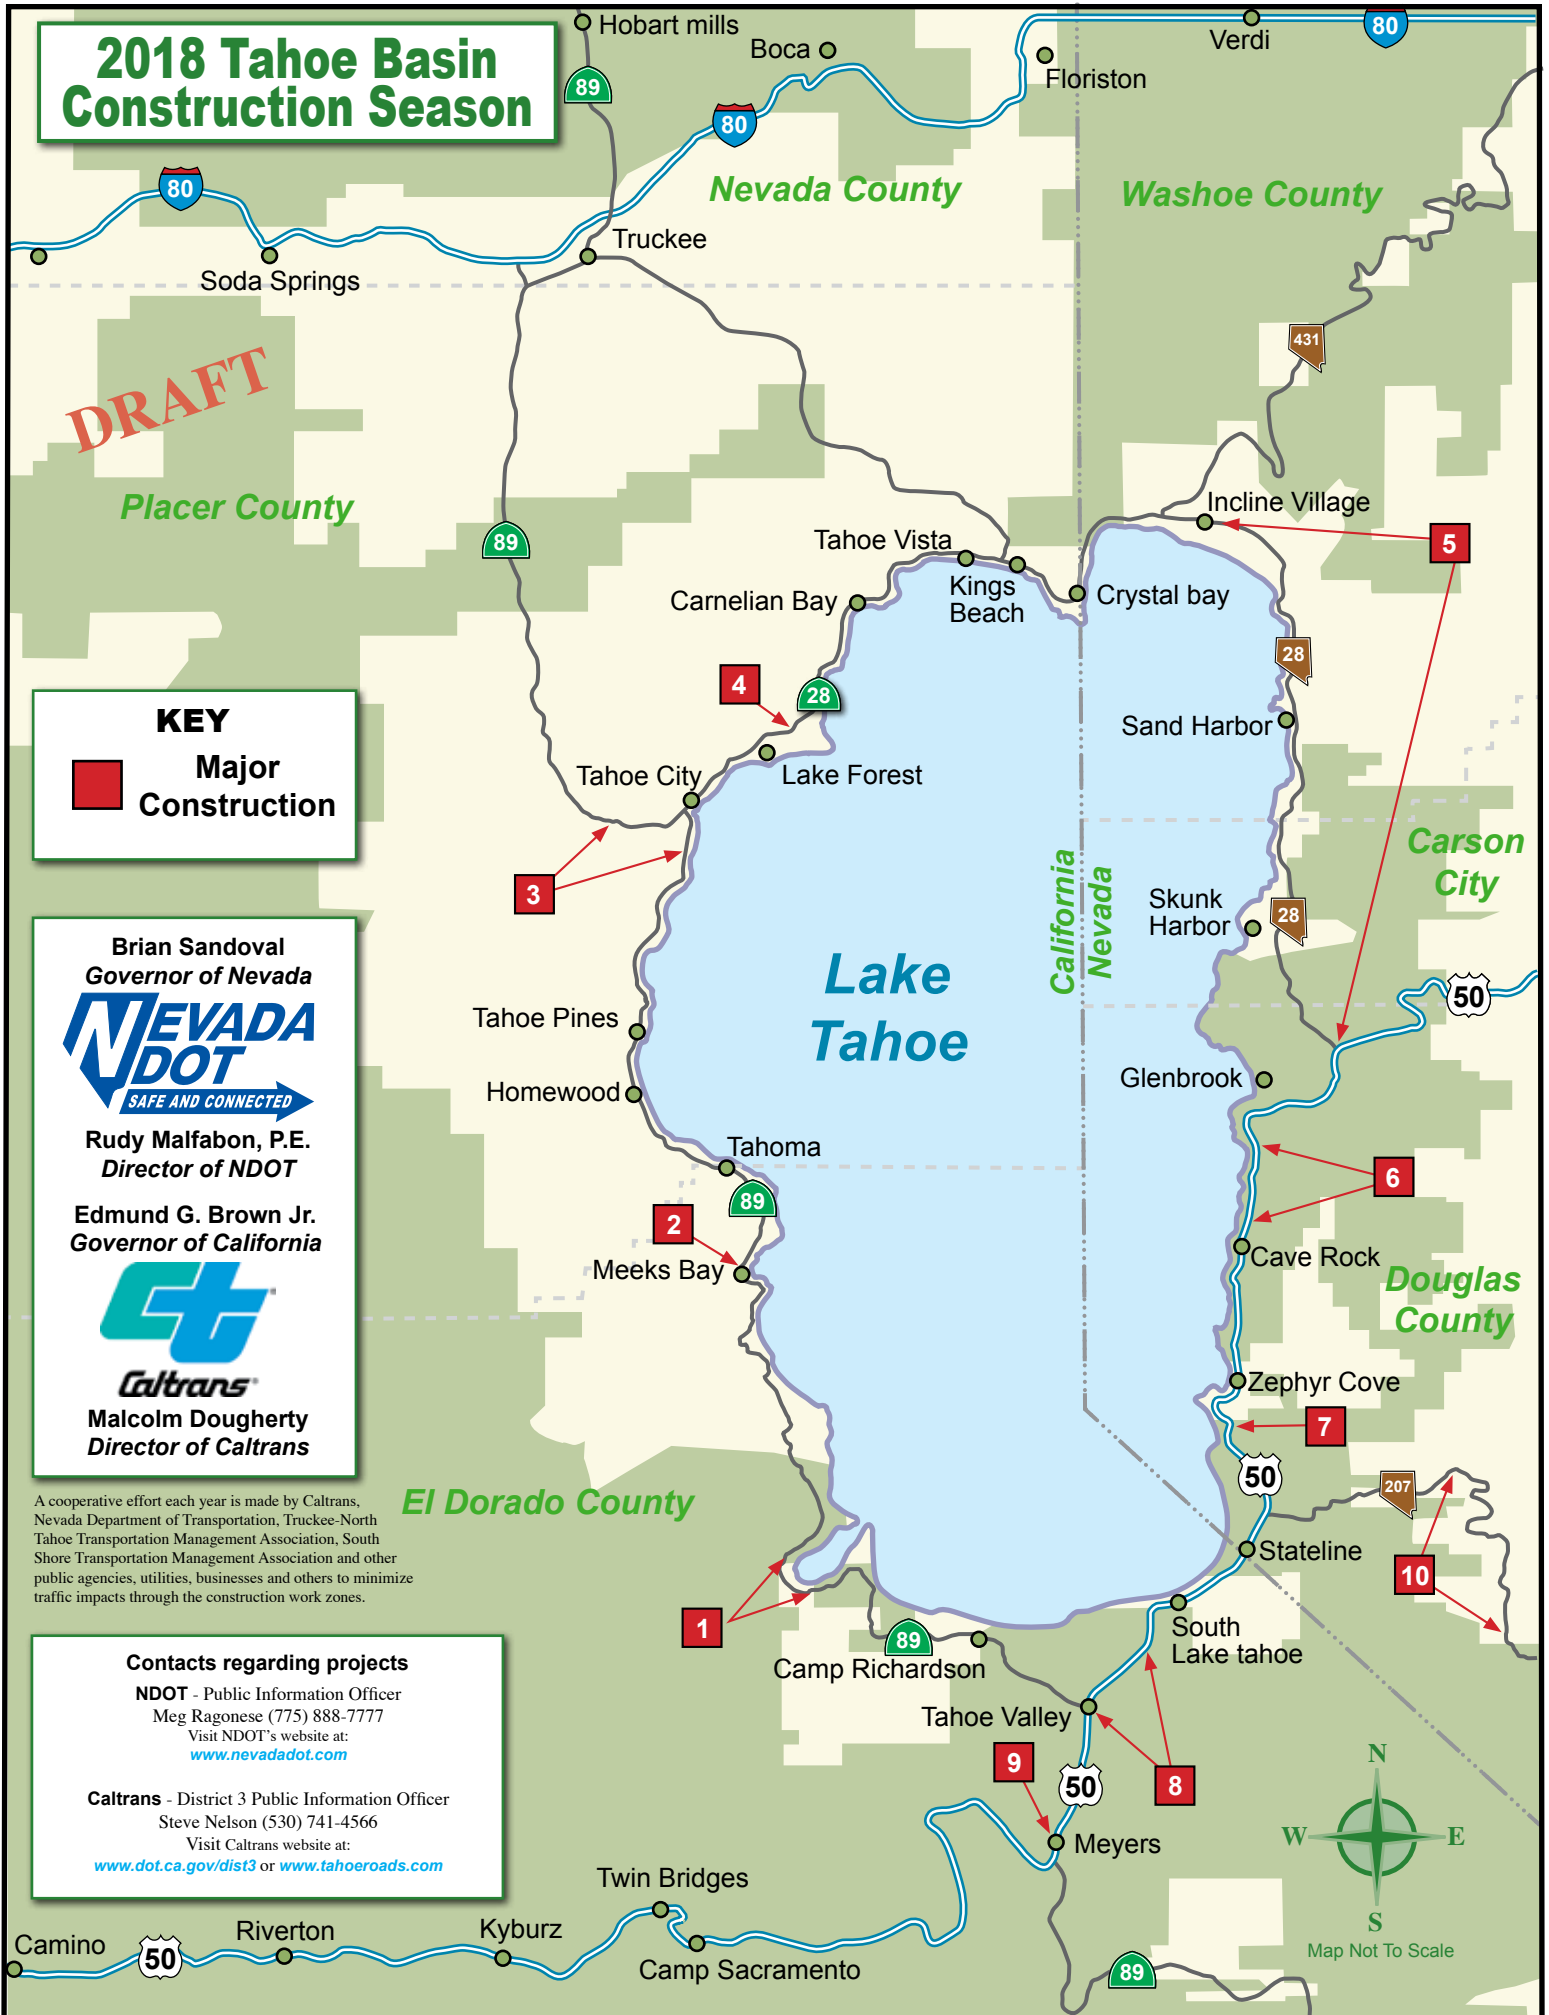 2018 Tahoe Basin
Construction Season
Hobart mills
89
Boca
80
Floriston
Verdi
80
80
Nevada County
Washoe County
Truckee
Soda Springs
431
DRAFT
Placer County
89
Incline Village
5
Tahoe Vista
Kings
Beach
Crystal bay
Carnelian Bay
28
4
28
Sand Harbor
KEY
Major
Construction
Tahoe City
Lake Forest
3
Carson
City
California
Nevada
Skunk
Harbor
28
Brian Sandoval
Governor of Nevada
NEVADA
DOT
SAFE AND CONNECTED
Rudy Malfabon, P.E.
Director of NDOT
Edmund G. Brown Jr.
Governor of California
Caltrans
Malcolm Dougherty
Director of Caltrans
Lake
Tahoe
50
Tahoe Pines
Homewood
Glenbrook
Tahoma
89
6
2
Meeks Bay
Cave Rock
Douglas
County
Zephyr Cove
7
50
207
El Dorado County
A cooperative effort each year is made by Caltrans,
Nevada Department of Transportation, Truckee-North
Tahoe Transportation Management Association, South
Shore Transportation Management Association and other
public agencies, utilities, businesses and others to minimize
traffic impacts through the construction work zones.
Stateline
10
1
89
Camp Richardson
South
Lake tahoe
Tahoe Valley
9
50
8
Meyers
Contacts regarding projects
NDOT - Public Information Officer
Meg Ragonese (775) 888-7777
Visit NDOT's website at:
www.nevadadot.com
Caltrans - District 3 Public Information Officer
Steve Nelson (530) 741-4566
Visit Caltrans website at:
www.dot.ca.gov/dist3 or www.tahoeroads.com
N
W
E
S
Map Not To Scale
Twin Bridges
Camino
50
Riverton
Kyburz
Camp Sacramento
89